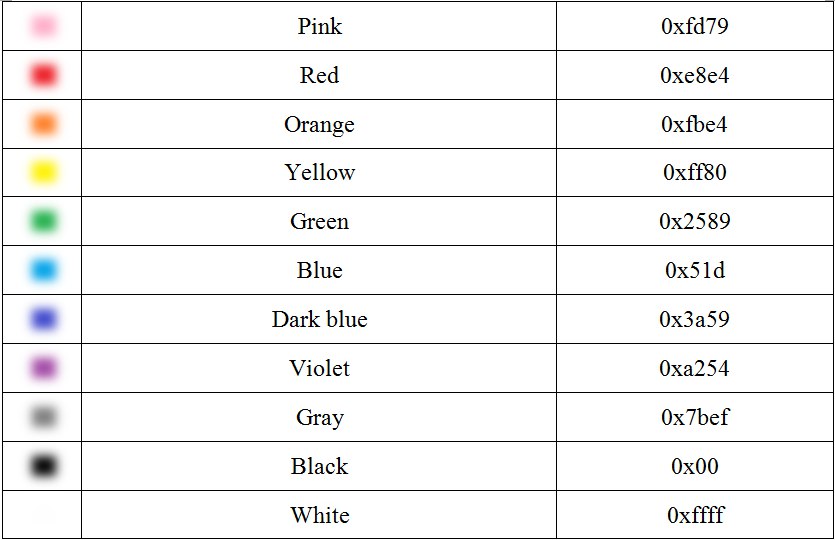 Pink 0xfd79
Red 0xe8e4
Orange 0xfbe4
Yellow 0xff80
Green 0x2589
Blue 0x51d
Dark blue 0x3a59
Violet 0xa254
Gray 0x7bef
Black 0x00
White 0xffff